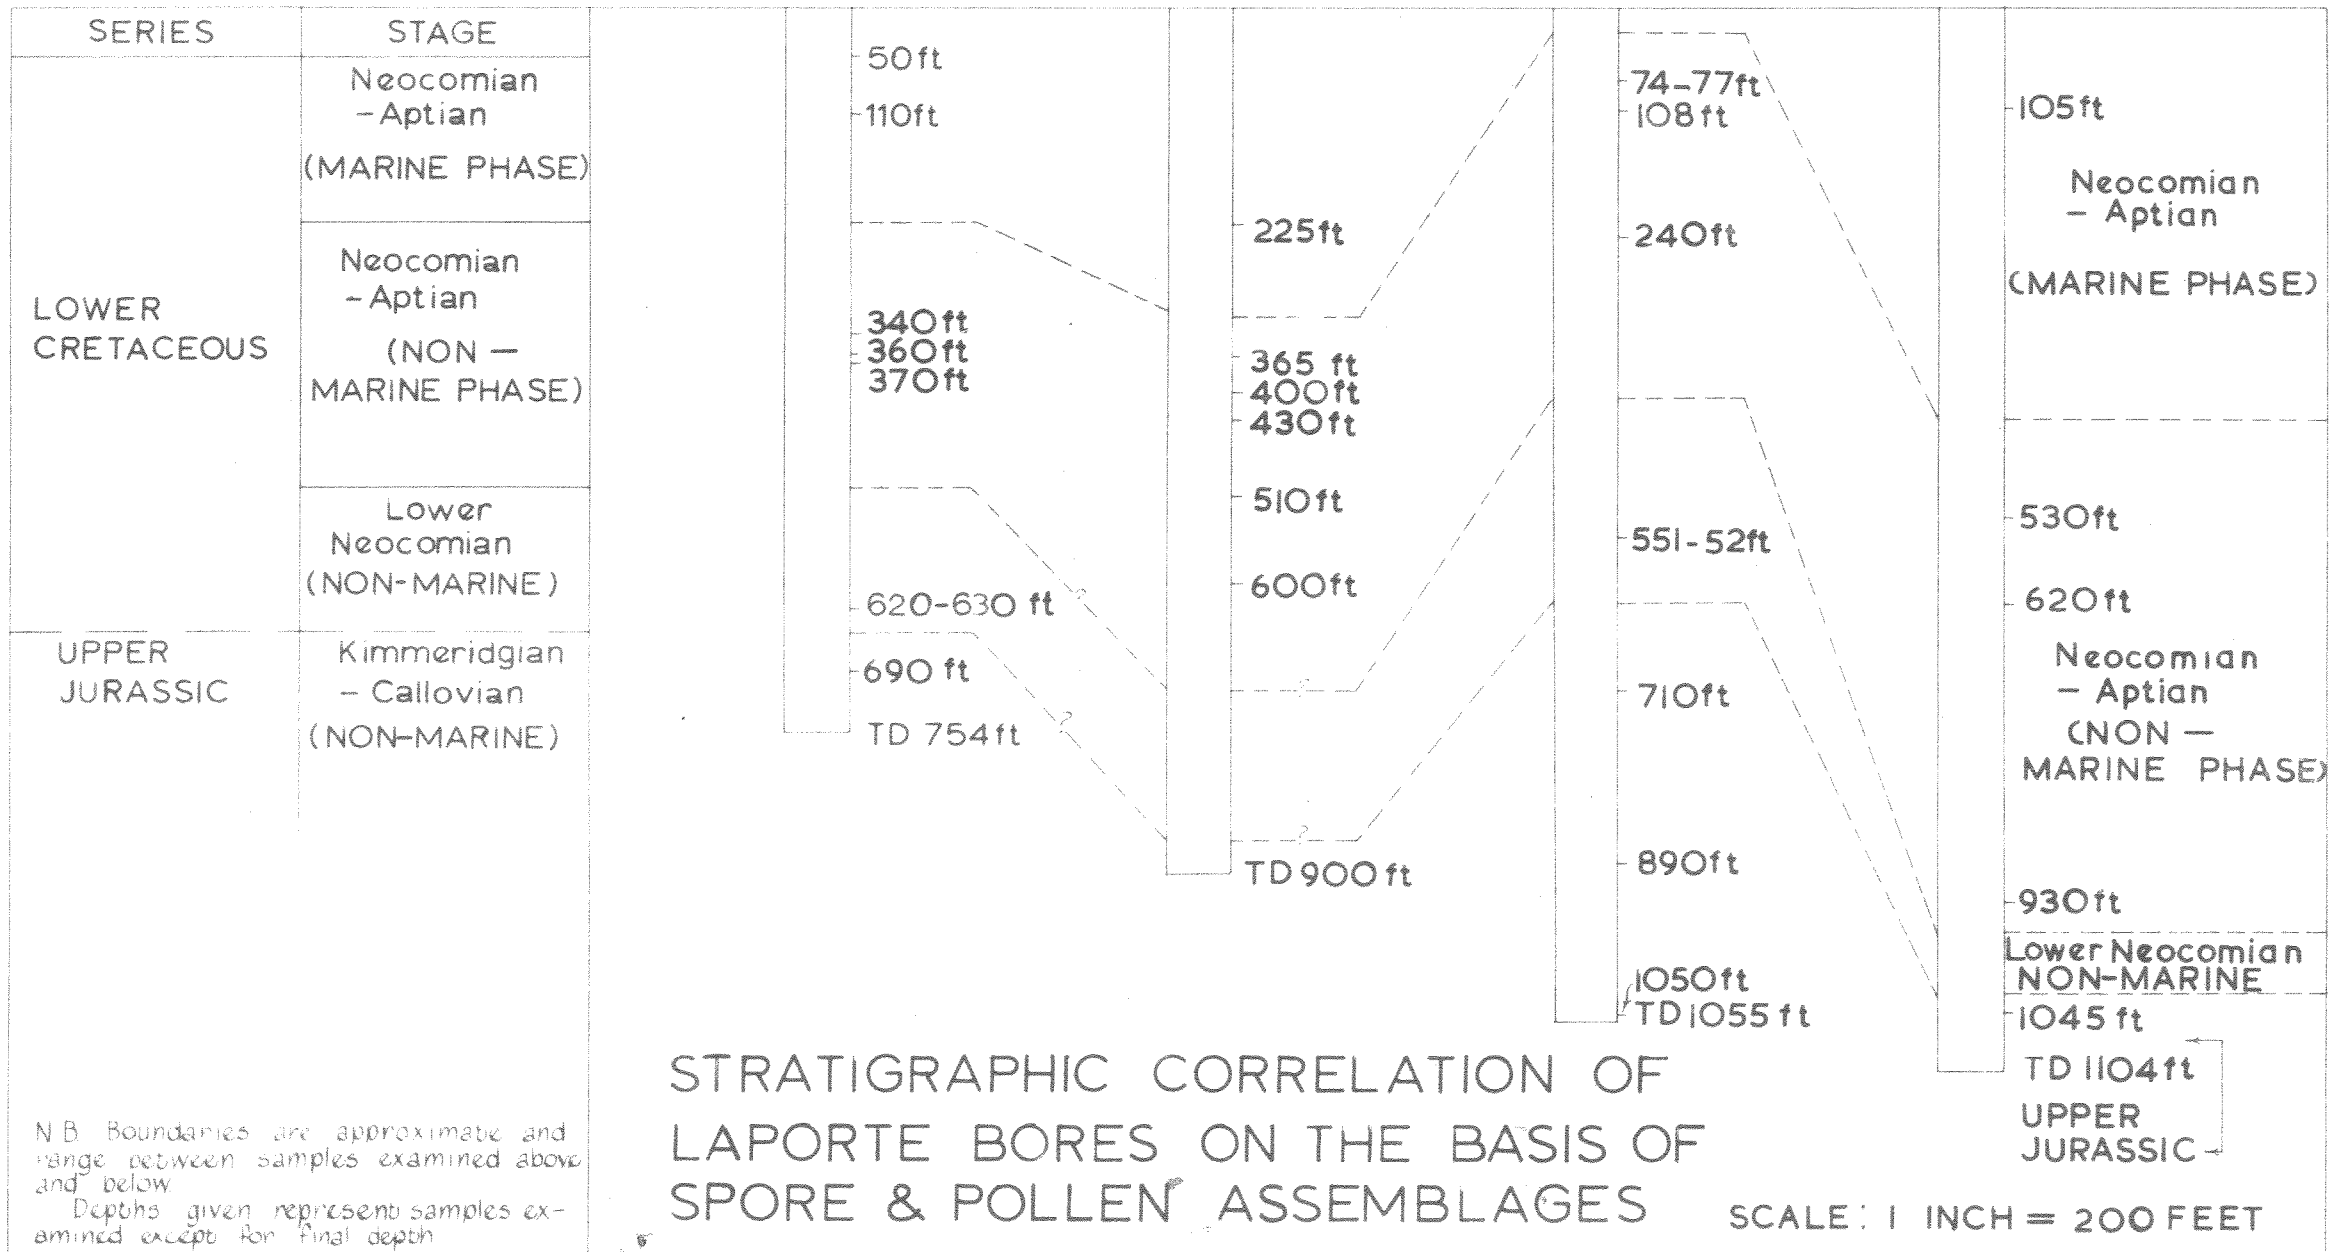 SERIES
STAGE
Neocomian
-Aptian
(MARINE PHASE)
LOWER
CRETACEOUS
Neocomian
-Aptian
(NON —
MARINE PHASE)
Lower
Neocomian
(NON-MARINE)
UPPER
JURASSIC
Kimmeridgian
- Callovian
(NON-MARINE)
N.B. Boundaries are approximate and
range between samples examined above
and below.
Depths given represent samples ex-
amined except for final depth
50ft
110ft
340ft
360ft
370ft
620-630 ft
690 ft
TD 754ft
225ft
365 ft
400ft
430ft
510ft
600ft
TD 900ft
?
?
?
?
74-77ft
108ft
240ft
551-52ft
710ft
890ft
1050ft
TD 1055 ft
105ft
Neocomian
- Aptian
(MARINE PHASE)
530ft
620ft
Neocomian
- Aptian
(NON —
MARINE PHASE)
930ft
Lower Neocomian
NON-MARINE
1045 ft
TD 1104ft
UPPER
JURASSIC
STRATIGRAPHIC CORRELATION OF
LAPORTE BORES ON THE BASIS OF
SPORE & POLLEN ASSEMBLAGES
SCALE: 1 INCH = 200 FEET